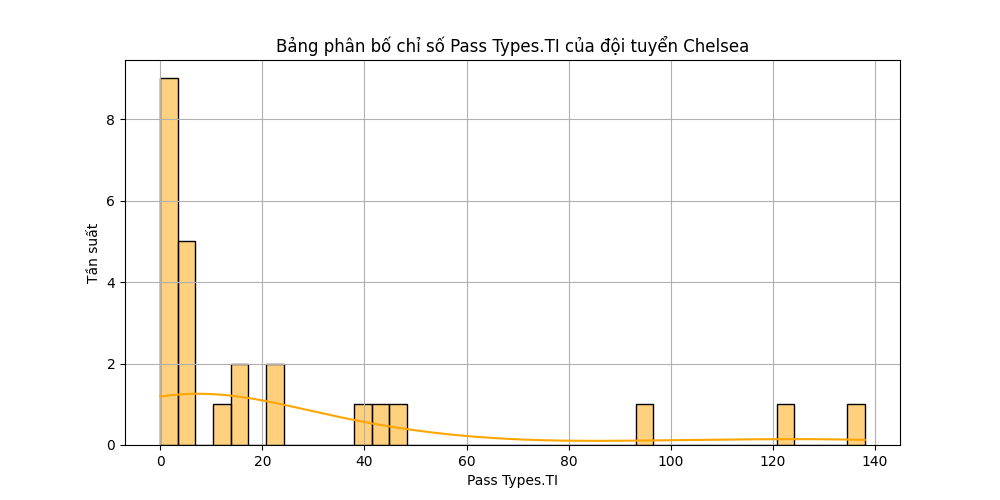 Bảng phân bố chỉ số Pass Types.TI của đội tuyển Chelsea
Tần suất
8
6
4
2
0
0 20 40 60 80 100 120 140
Pass Types.TI